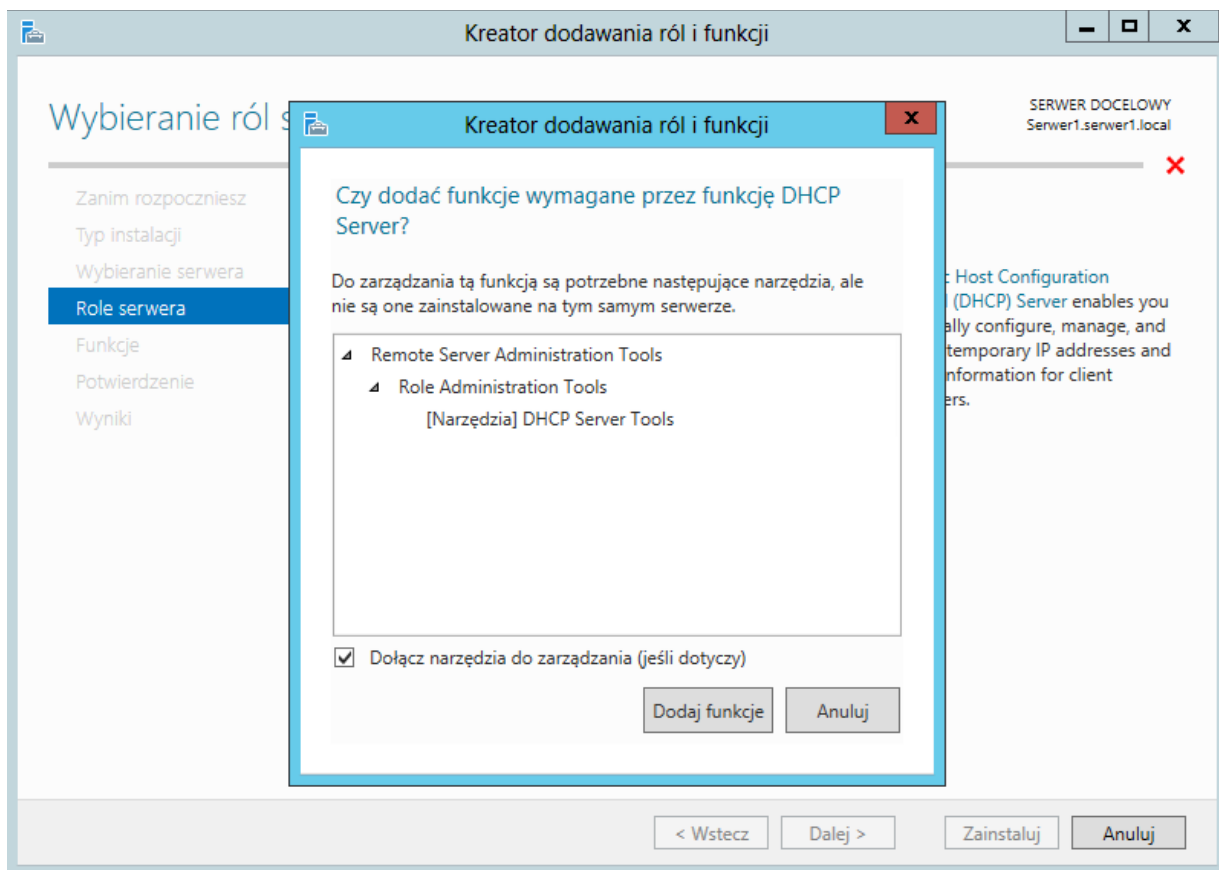 Kreator dodawania ról i funkcji
Wybieranie ról s
SERWER DOCELOWY
Serwer1.serwer1.local
Zanim rozpoczniesz
Typ instalacji
Wybieranie serwera
Role serwera
Funkcje
Potwierdzenie
Wyniki
Kreator dodawania ról i funkcji
Czy dodać funkcje wymagane przez funkcję DHCP
Server?
Do zarządzania tą funkcją są potrzebne następujące narzędzia, ale
nie są one zainstalowane na tym samym serwerze.
Remote Server Administration Tools
Role Administration Tools
[Narzędzia] DHCP Server Tools
Dołącz narzędzia do zarządzania (jeśli dotyczy)
Dodaj funkcje
Anuluj
Host Configuration
(DHCP) Server enables you
ally configure, manage, and
temporary IP addresses and
nformation for client
ers.
< Wstecz
Dalej >
Zainstaluj
Anuluj